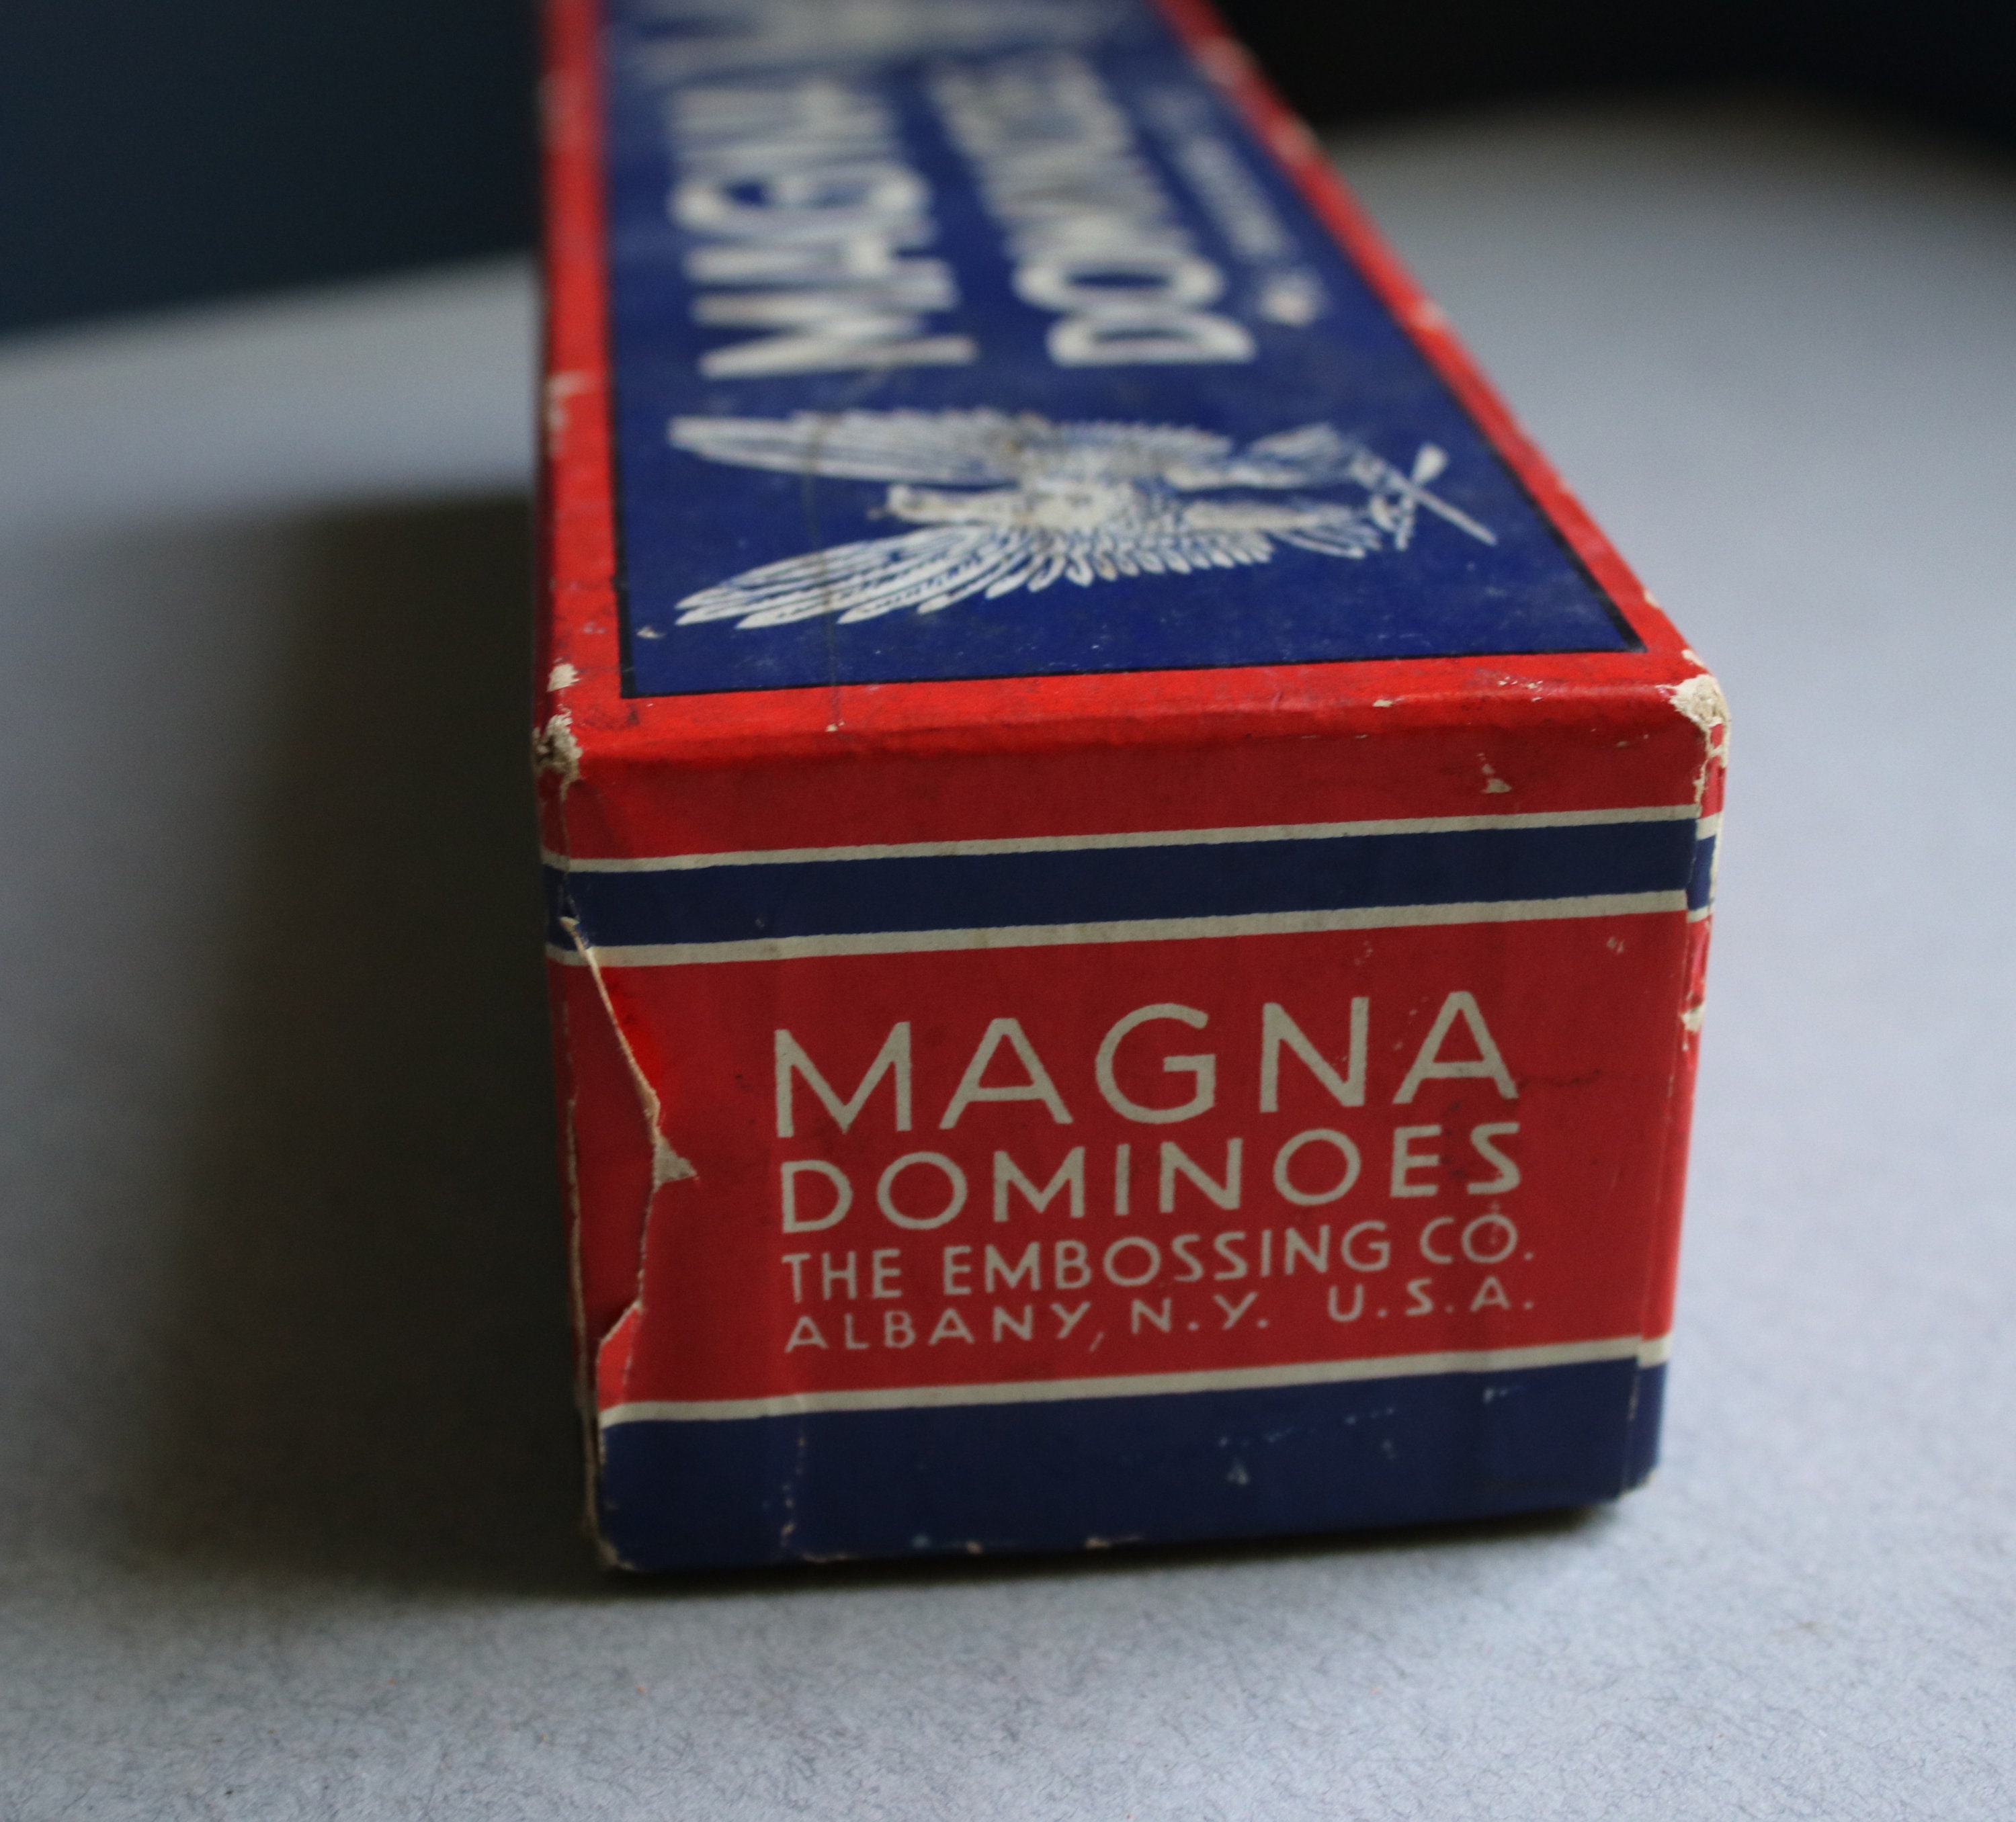 MAGNA
DOMINOES
MAGNA
DOMINOES
THE EMBOSSING CO.
ALBANY, N.Y. U.S.A.